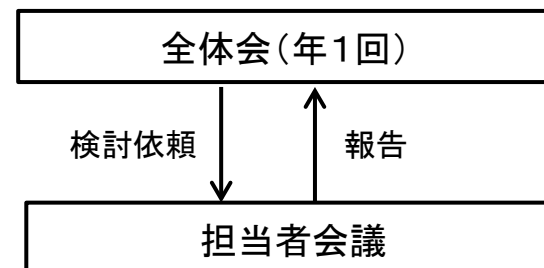 全体会（年１回）
検討依頼
報告
担当者会議